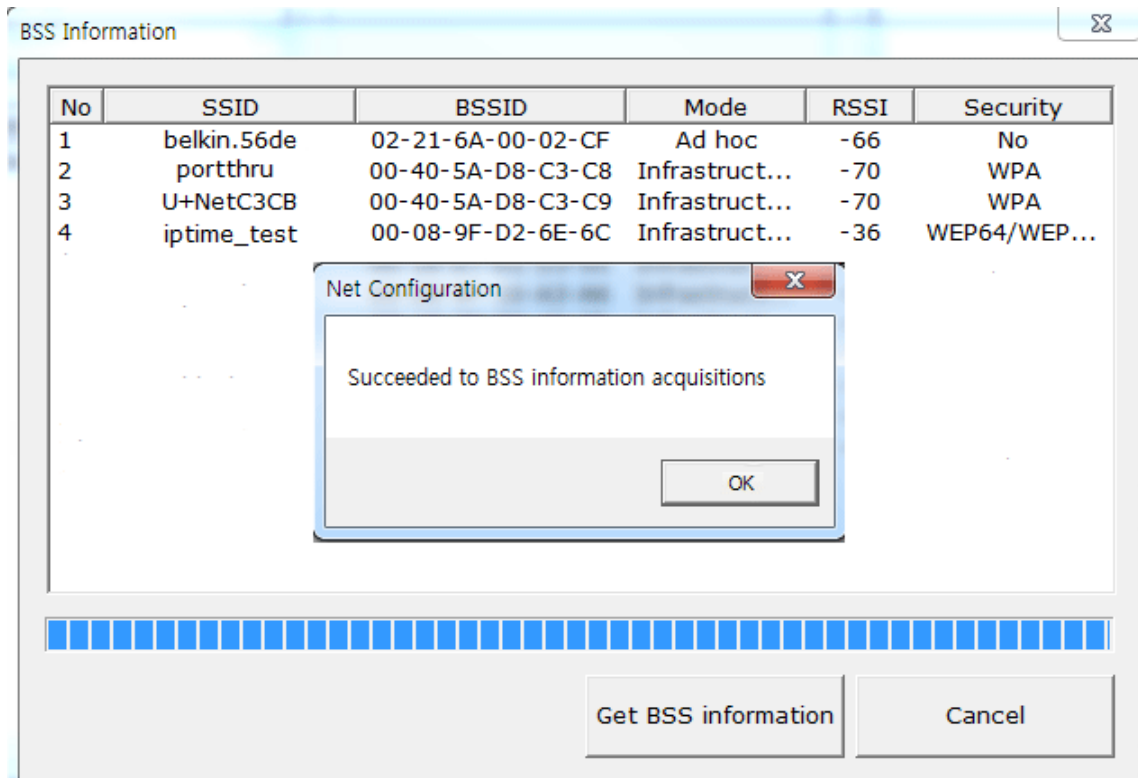 BSS Information
No SSID BSSID Mode RSSI Security
1 belkin.56de 02-21-6A-00-02-CF Ad hoc -66 No
2 portthru 00-40-5A-D8-C3-C8 Infrastruct... -70 WPA
3 U+NetC3CB 00-40-5A-D8-C3-C9 Infrastruct... -70 WPA
4 iptime_test 00-08-9F-D2-6E-6C Infrastruct... -36 WEP64/WEP...
Net Configuration
Succeeded to BSS information acquisitions
OK
Get BSS information Cancel